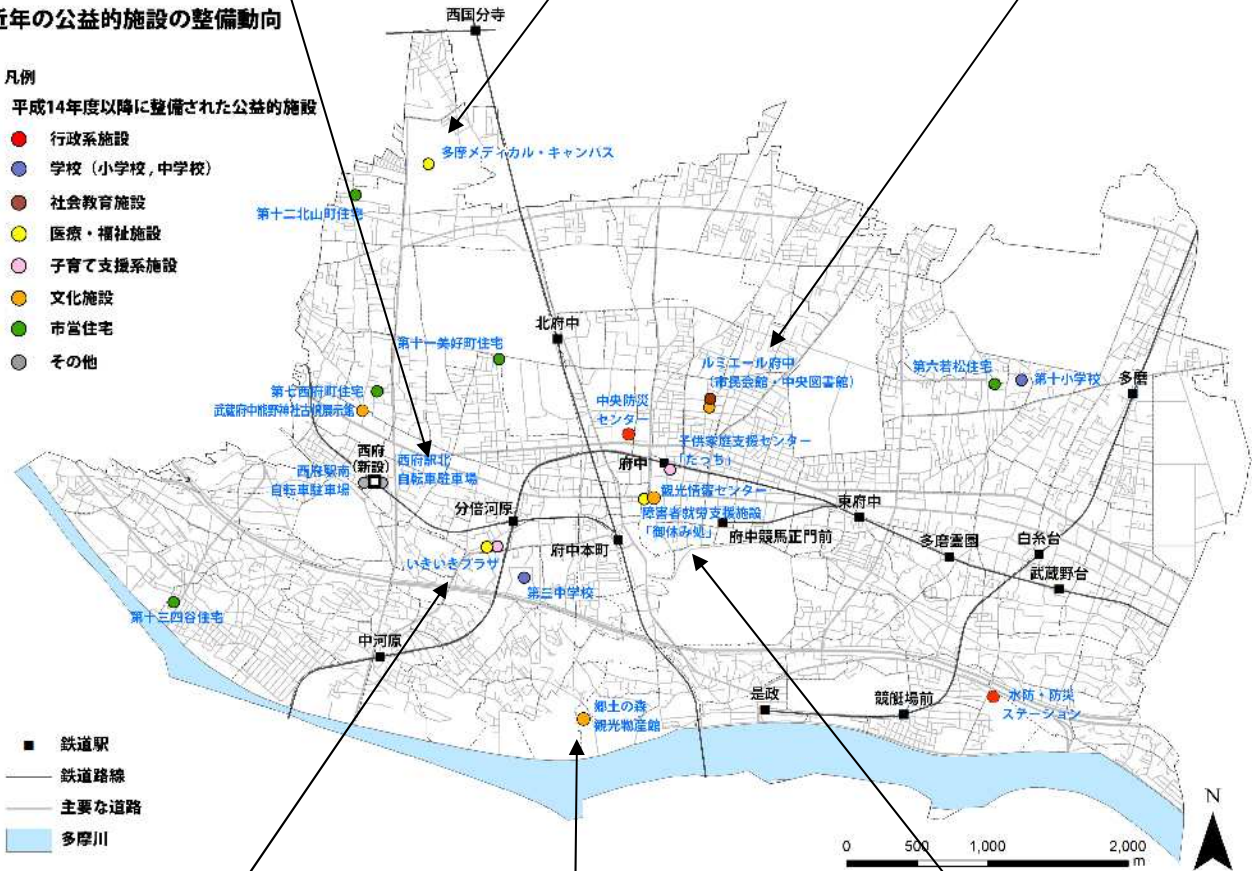 近年の公益的施設の整備動向
凡例
平成14年度以降に整備された公益的施設
行政系施設
学校（小学校,中学校）
社会教育施設
医療・福祉施設
子育て支援系施設
文化施設
市営住宅
その他
西国分寺
多摩メディカル・キャンパス
第十二北山町住宅
北府中
第十一美好町住宅
ルミエール府中
（市民会館・中央図書館）
第六若松住宅
第十小学校
多磨
第七西府町住宅
武蔵府中熊野神社古墳展示館
中央防災
センター
子供家庭支援センター
「たっち」
府中
西府
（新設）
西府駅北
自転車駐車場
西府駅南
自転車駐車場
観光情報センター
障害者就労支援施設
「御休み処」
分倍河原
府中本町
府中競馬正門前
東府中
多磨霊園
白糸台
武蔵野台
いきいきプラザ
第三中学校
第十三四谷住宅
中河原
郷土の森
観光物産館
是政
競艇場前
水防・防災
ステーション
鉄道駅
鉄道路線
主要な道路
多摩川
N
0 500 1,000 2,000
m